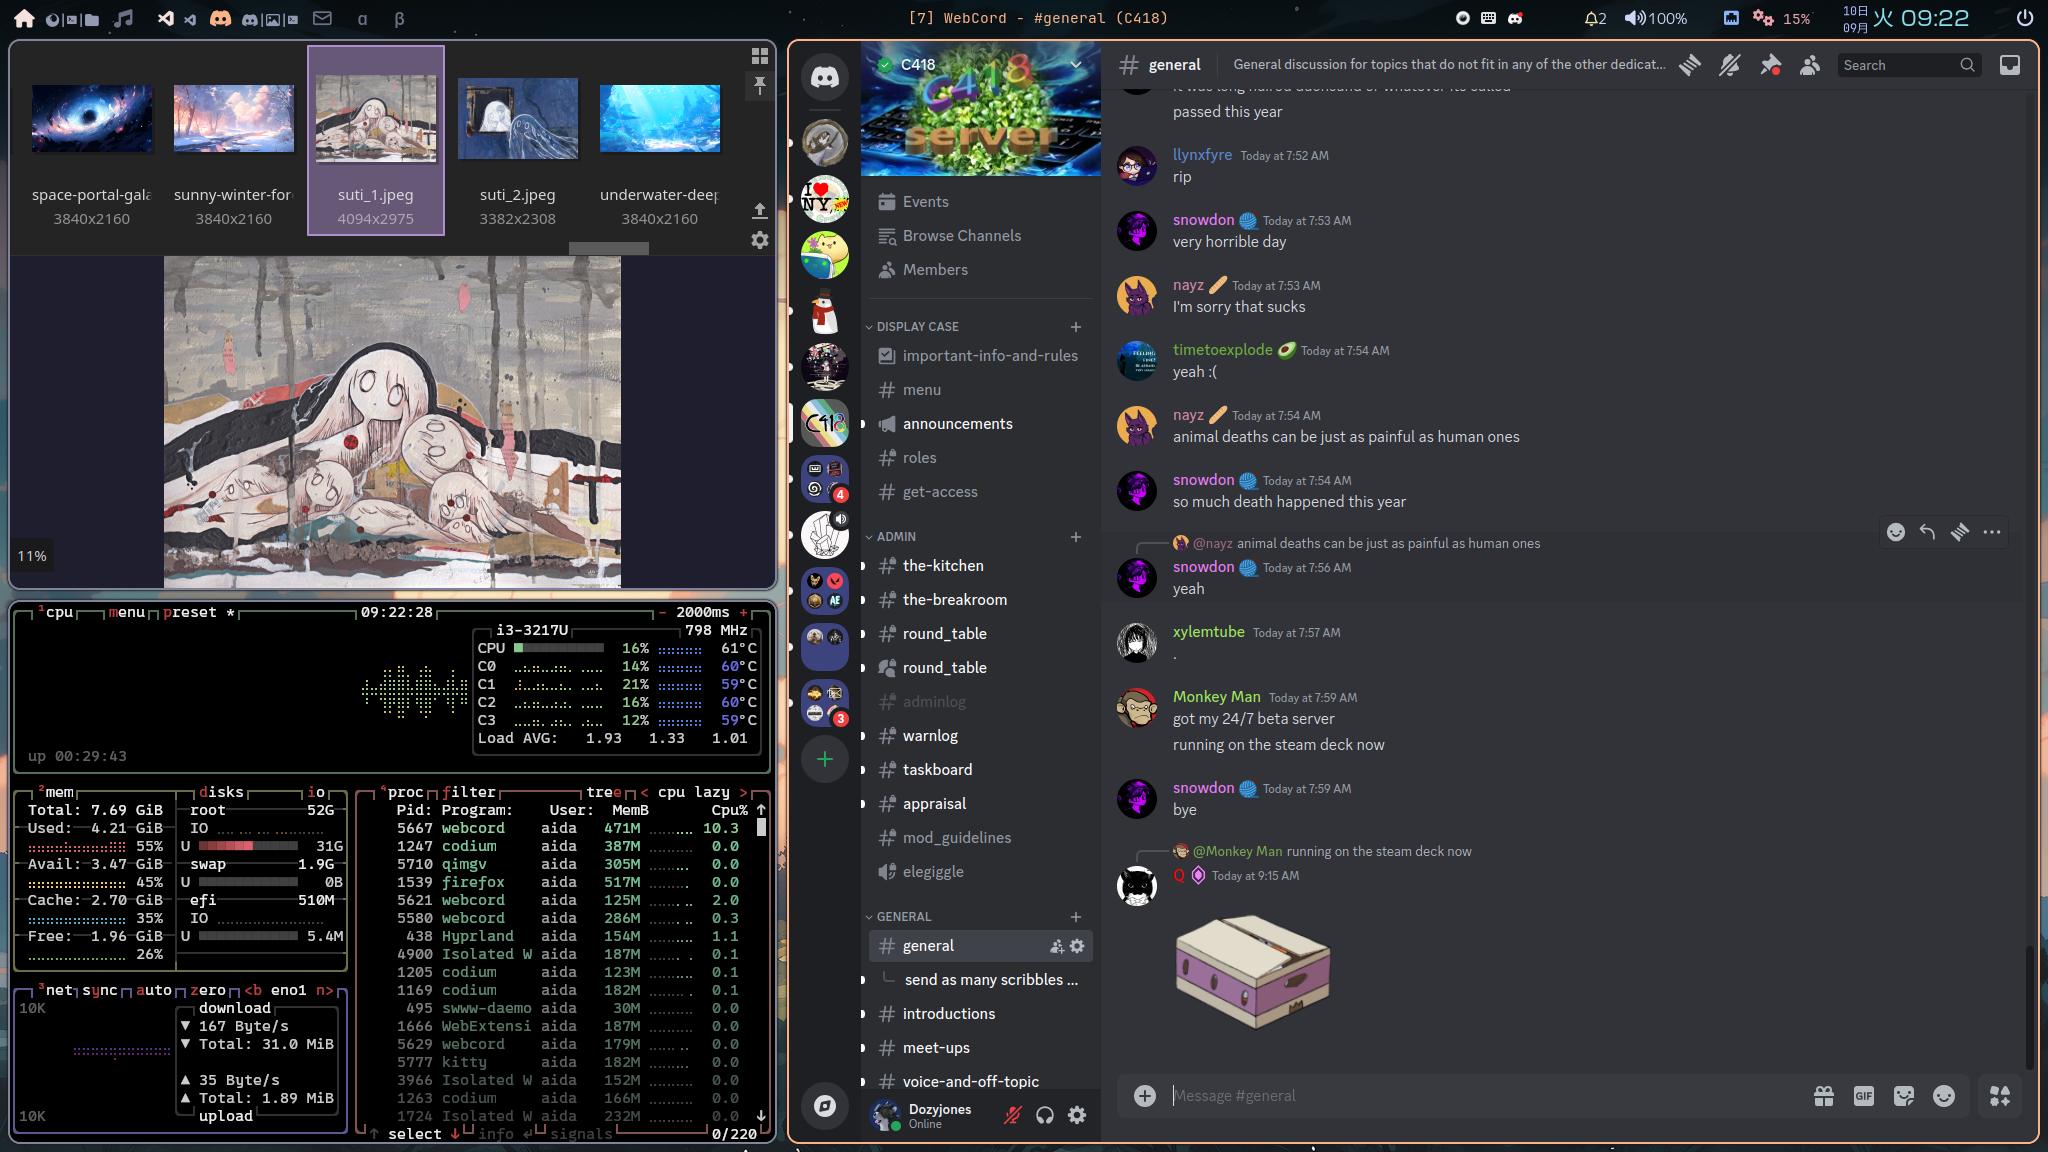 α
β
[7] WebCord - #general (C418)
2
100%
15%
10日
09月
火 09:22
space-portal-gala
3840x2160
sunny-winter-for
3840x2160
suti_1.jpeg
4094x2975
suti_2.jpeg
3382x2308
underwater-deep
3840x2160
11%
¹cpu menu preset * 09:22:28 - 2000ms +
i3-3217U 798 MHz
CPU 16% 61°C
C0 14% 60°C
C1 21% 59°C
C2 16% 60°C
C3 12% 59°C
Load AVG: 1.93 1.33 1.01
up 00:29:43
²mem disks io
Total: 7.69 GiB
Used: 4.21 GiB
55%
Avail: 3.47 GiB
45%
Cache: 2.70 GiB
35%
Free: 1.96 GiB
26%
root 52G
IO
U 31G
swap 1.9G
U 0B
efi 510M
IO
U 5.4M
³net sync auto zero <b eno1 n>
10K
download
▼ 167 Byte/s
▼ Total: 31.0 MiB
▲ 35 Byte/s
▲ Total: 1.89 MiB
10K
upload
⁴proc filter tree < cpu lazy >
Pid: Program: User: MemB Cpu% ↑
5667 webcord aida 471M 10.3
1247 codium aida 387M 0.0
5710 qimgv aida 305M 0.0
1539 firefox aida 517M 0.0
5621 webcord aida 125M 2.0
5580 webcord aida 286M 0.3
438 Hyprland aida 154M 1.1
4900 Isolated W aida 187M 0.1
1205 codium aida 123M 0.1
1169 codium aida 182M 0.1
495 swww-daemo aida 30M 0.0
1666 WebExtensi aida 187M 0.0
5629 webcord aida 179M 0.0
5777 kitty aida 182M 0.0
3966 Isolated W aida 152M 0.0
1263 codium aida 166M 0.0
1724 Isolated W aida 232M 0.0 ↓
↑ select ↓ info ↵ signals 0/220
I
NY,
NEW
C418
4
AE
3
C418
C418
server
Events
Browse Channels
Members
DISPLAY CASE
important-info-and-rules
menu
announcements
roles
get-access
ADMIN
the-kitchen
the-breakroom
round_table
round_table
adminlog
warnlog
taskboard
appraisal
mod_guidelines
elegiggle
GENERAL
general
send as many scribbles ...
introductions
meet-ups
voice-and-off-topic
Dozyjones
Online
general
General discussion for topics that do not fit in any of the other dedicat...
Search
passed this year
llynxfyre Today at 7:52 AM
rip
snowdon Today at 7:53 AM
very horrible day
nayz Today at 7:53 AM
I'm sorry that sucks
timetoexplode Today at 7:54 AM
yeah :(
nayz Today at 7:54 AM
animal deaths can be just as painful as human ones
snowdon Today at 7:54 AM
so much death happened this year
@nayz animal deaths can be just as painful as human ones
snowdon Today at 7:56 AM
yeah
xylemtube Today at 7:57 AM
.
Monkey Man Today at 7:59 AM
got my 24/7 beta server
running on the steam deck now
snowdon Today at 7:59 AM
bye
@Monkey Man running on the steam deck now
Q Today at 9:15 AM
Message #general
GIF